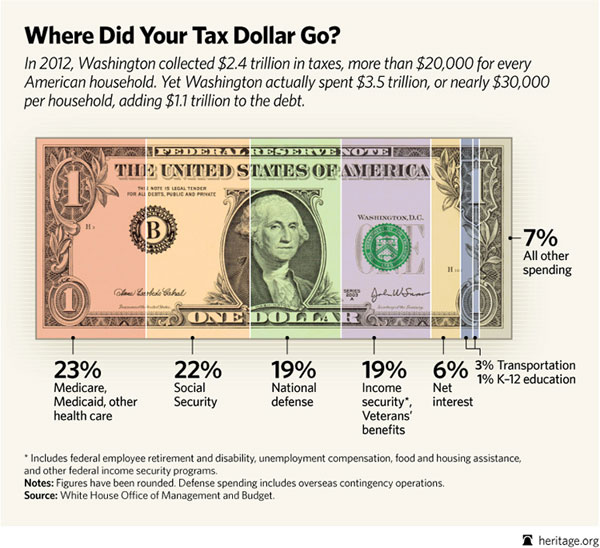 Where Did Your Tax Dollar Go?
In 2012, Washington collected $2.4 trillion in taxes, more than $20,000 for every
American household. Yet Washington actually spent $3.5 trillion, or nearly $30,000
per household, adding $1.1 trillion to the debt.
FEDERAL RESERVE NOTE
THE UNITED STATES OF AMERICA
THIS NOTE IS LEGAL TENDER
FOR ALL DEBTS, PUBLIC AND PRIVATE
1
1
WASHINGTON, D.C.
H
B
ONE
H
SERIES
2003
A
1
ONE DOLLAR
7%
All other
spending
23%
Medicare,
Medicaid, other
health care
22%
Social
Security
19%
National
defense
19%
Income
security*,
Veterans'
benefits
6%
Net
interest
3% Transportation
1% K–12 education
* Includes federal employee retirement and disability, unemployment compensation, food and housing assistance,
and other federal income security programs.
Notes: Figures have been rounded. Defense spending includes overseas contingency operations.
Source: White House Office of Management and Budget.
heritage.org